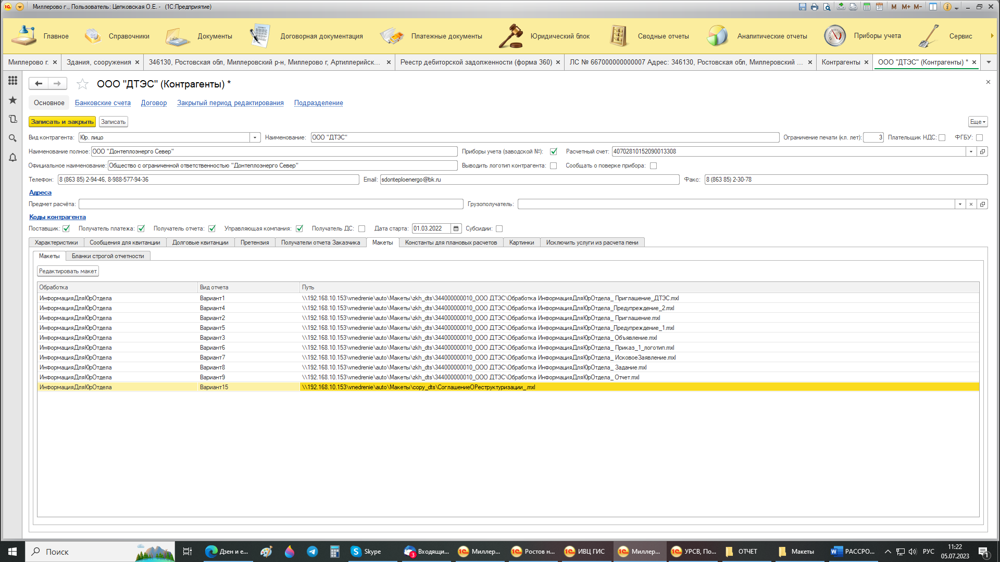 Миллерово г., Пользователь: Цепковская О.Е. - (1С:Предприятие)
M M+ M-
Главное Справочники Документы Договорная документация Платежные документы Юридический блок Сводные отчеты Аналитические отчеты Приборы учета Сервис
Миллерово г. Здания, сооружения 346130, Ростовская обл, Миллеровский р-н, Миллерово г, Артиллерийск... Реестр дебиторской задолженности (форма 360) ЛС № 667000000000007 Адрес: 346130, Ростовская обл, Миллеровский ... Контрагенты ООО "ДТЭС" (Контрагенты) *
ООО "ДТЭС" (Контрагенты) *
Основное Банковские счета Договор Закрытый период редактирования Подразделение
Записать и закрыть Записать Еще
Вид контрагента: Юр. лицо Наименование: ООО "ДТЭС" Ограничение печати (кл. лет): 3 Плательщик НДС: ФГБУ:
Наименование полное: ООО "Донтеплоэнерго Север" Приборы учета (заводской №): Расчетный счет: 40702810152090013308
Официальное наименование: Общество с ограниченной ответственностью "Донтеплоэнерго Север" Выводить логотип контрагента: Сообщать о поверке прибора:
Телефон: 8 (863 85) 2-94-46, 8-988-577-94-36 Email: sdonteploenergo@bk.ru Факс: 8 (863 85) 2-30-78
Адреса
Предмет расчёта: Грузополучатель:
Коды контрагента
Поставщик: Получатель платежа: Получатель отчета: Управляющая компания: Получатель ДС: Дата старта: 01.03.2022 Субсидии:
Характеристики Сообщения для квитанции Долговые квитанции Претензия Получатели отчета Заказчика Макеты Константы для плановых расчетов Картинки Исключить услуги из расчета пени
Макеты Бланки строгой отчетности
Редактировать макет
Обработка Вид отчета Путь
ИнформацияДляЮрОтдела Вариант1 \\192.168.10.153\vnedrenie\auto\Макеты\zkh_dts\344000000010_ООО ДТЭС\Обработка ИнформацияДляЮрОтдела_ Приглашение_ДТЭС.mxl
ИнформацияДляЮрОтдела Вариант4 \\192.168.10.153\vnedrenie\auto\Макеты\zkh_dts\344000000010_ООО ДТЭС\Обработка ИнформацияДляЮрОтдела_Предупреждение_2.mxl
ИнформацияДляЮрОтдела Вариант2 \\192.168.10.153\vnedrenie\auto\Макеты\zkh_dts\344000000010_ООО ДТЭС\Обработка ИнформацияДляЮрОтдела_ Приглашение.mxl
ИнформацияДляЮрОтдела Вариант5 \\192.168.10.153\vnedrenie\auto\Макеты\zkh_dts\344000000010_ООО ДТЭС\Обработка ИнформацияДляЮрОтдела_Предупреждение_1.mxl
ИнформацияДляЮрОтдела Вариант3 \\192.168.10.153\vnedrenie\auto\Макеты\zkh_dts\344000000010_ООО ДТЭС\Обработка ИнформацияДляЮрОтдела_ Объявление.mxl
ИнформацияДляЮрОтдела Вариант6 \\192.168.10.153\vnedrenie\auto\Макеты\zkh_dts\344000000010_ООО ДТЭС\Обработка ИнформацияДляЮрОтдела_ Приказ_1_логотип.mxl
ИнформацияДляЮрОтдела Вариант7 \\192.168.10.153\vnedrenie\auto\Макеты\zkh_dts\344000000010_ООО ДТЭС\Обработка ИнформацияДляЮрОтдела_ ИсковоеЗаявление.mxl
ИнформацияДляЮрОтдела Вариант8 \\192.168.10.153\vnedrenie\auto\Макеты\zkh_dts\344000000010_ООО ДТЭС\Обработка ИнформацияДляЮрОтдела_ Задание.mxl
ИнформацияДляЮрОтдела Вариант9 \\192.168.10.153\vnedrenie\auto\Макеты\zkh_dts\344000000010_ООО ДТЭС\Обработка ИнформацияДляЮрОтдела_ Отчет.mxl
ИнформацияДляЮрОтдела Вариант15 \\192.168.10.153\vnedrenie\auto\Макеты\copy_dts\СоглашениеОРеструктуризации_.mxl
Поиск Дзен и е... Skype 3 Входящи... Миллер... Ростов н... ИВЦ ГИС Миллер... УРСВ, По... ОТЧЕТ Макеты РАССРО... РУС 11:22 1
05.07.2023